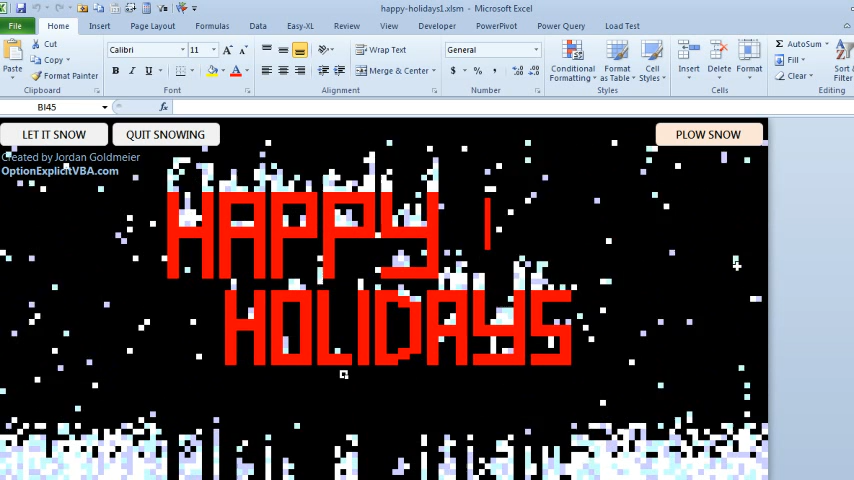 happy-holidays1.xlsm - Microsoft Excel
File Home Insert Page Layout Formulas Data Easy-XL Review View Developer PowerPivot Power Query Load Test
Cut
Copy
Format Painter
Paste
Clipboard
Calibri 11
B I U
Font
Wrap Text
Merge & Center
Alignment
General
$ % ,
Number
Conditional Formatting
Format as Table
Cell Styles
Styles
Insert Delete Format
Cells
AutoSum
Fill
Clear
Sort
Editing
BI45 fx
LET IT SNOW QUIT SNOWING PLOW SNOW
Created by Jordan Goldmeier
OptionExplicitVBA.com
HAPPY
HOLIDAYS